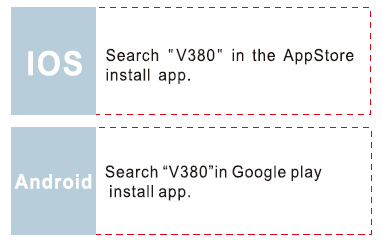 IOS
Search "V380" in the AppStore
install app.
Android
Search “V380”in Google play
install app.